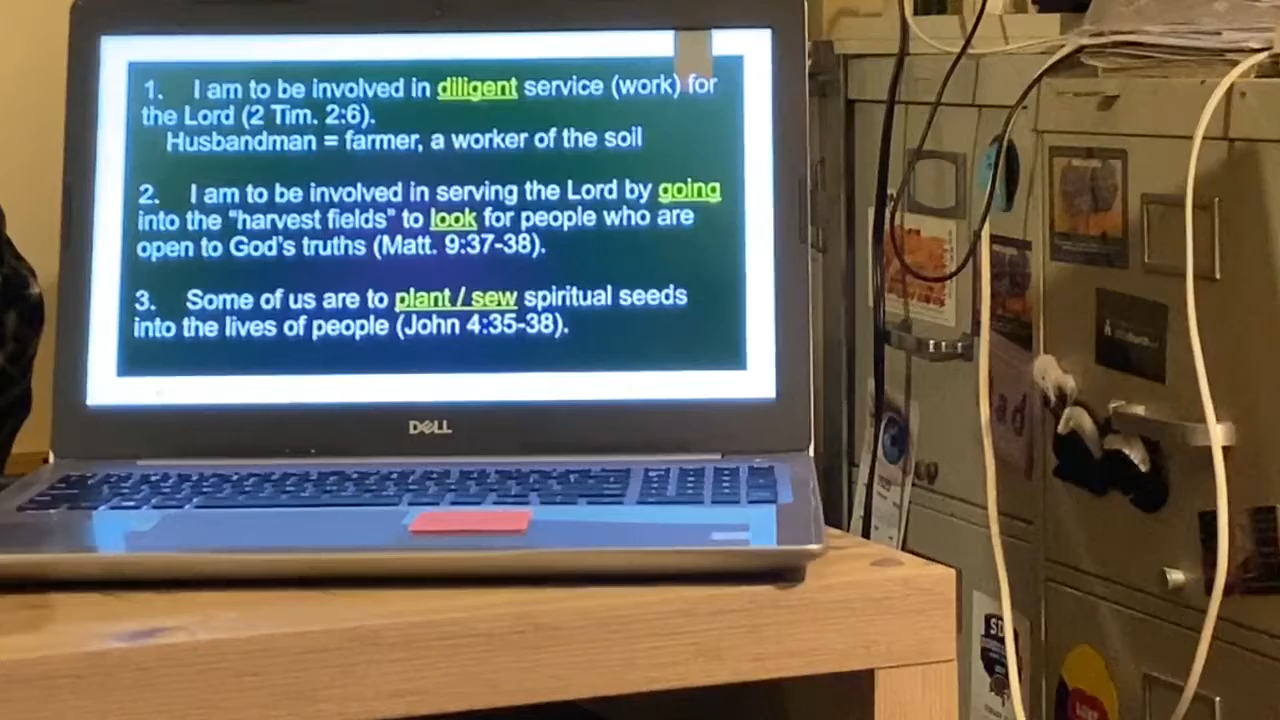 1. I am to be involved in diligent service (work) for
the Lord (2 Tim. 2:6).
Husbandman = farmer, a worker of the soil
2. I am to be involved in serving the Lord by going
into the “harvest fields” to look for people who are
open to God’s truths (Matt. 9:37-38).
3. Some of us are to plant / sew spiritual seeds
into the lives of people (John 4:35-38).
DELL
SD